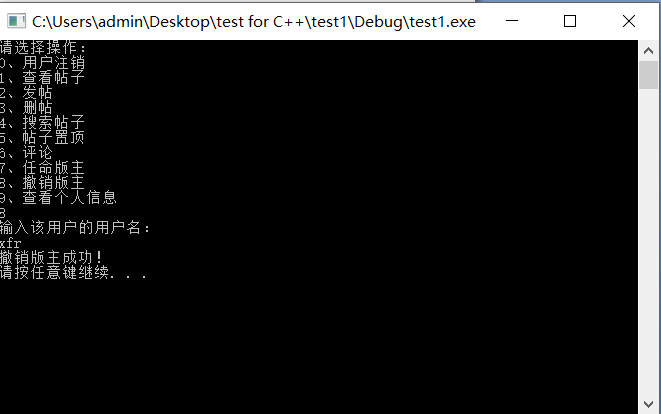 C:\Users\admin\Desktop\test for C++\test1\Debug\test1.exe
请选择操作:
0、用户注销
1、查看帖子
2、发帖
3、删帖
4、搜索帖子
5、帖子置顶
6、评论
7、任命版主
8、撤销版主
9、查看个人信息
8
输入该用户的用户名:
xfr
撤销版主成功!
请按任意键继续. . .